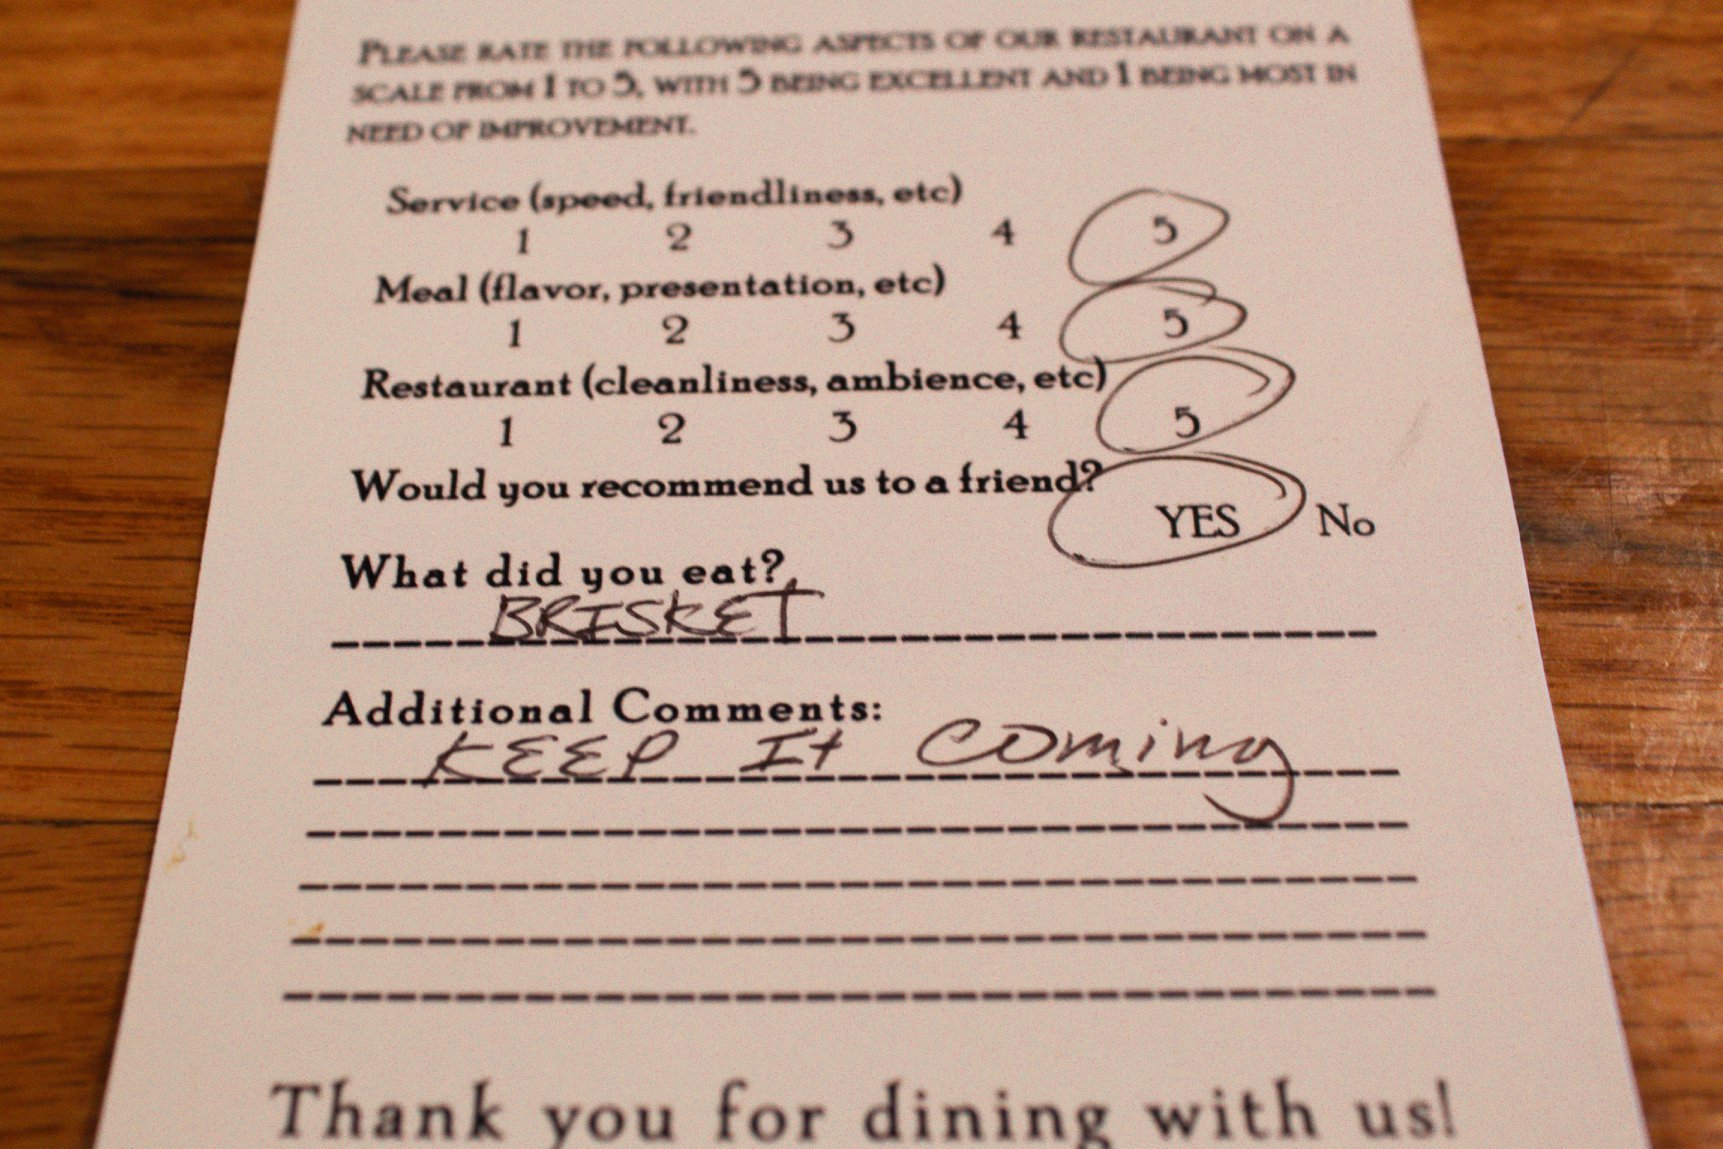 PLEASE RATE THE FOLLOWING ASPECTS OF OUR RESTAURANT ON A
SCALE FROM 1 TO 5, WITH 5 BEING EXCELLENT AND 1 BEING MOST IN
NEED OF IMPROVEMENT.
Service (speed, friendliness, etc)
1 2 3 4 5
Meal (flavor, presentation, etc)
1 2 3 4 5
Restaurant (cleanliness, ambience, etc)
1 2 3 4 5
Would you recommend us to a friend?
YES No
What did you eat?
BRISKET
Additional Comments:
KEEP It Coming
Thank you for dining with us!